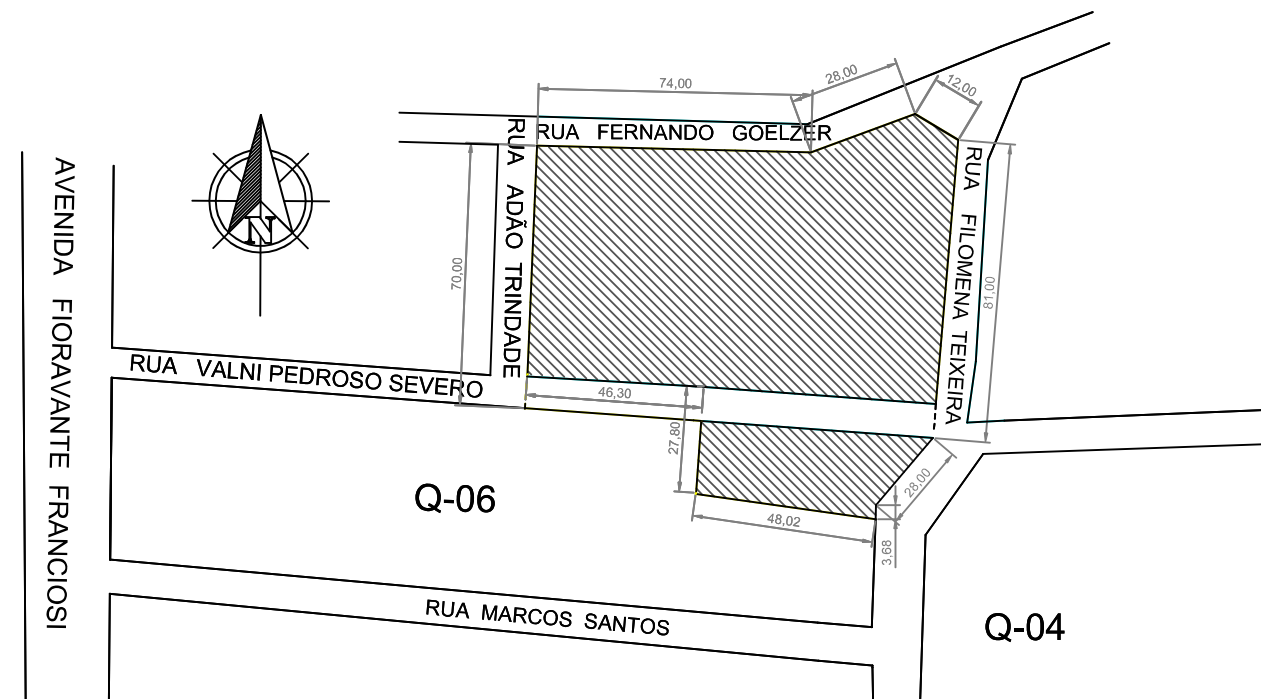 74,00
28,00
12,00
RUA FERNANDO GOELZER
RUA ADÃO TRINDADE
RUA FILOMENA TEIXEIRA
AVENIDA FIORAVANTE FRANCIOSI
N
70,00
81,00
RUA VALNI PEDROSO SEVERO
46,30
27,80
Q-06
28,00
48,02
3,68
RUA MARCOS SANTOS
Q-04